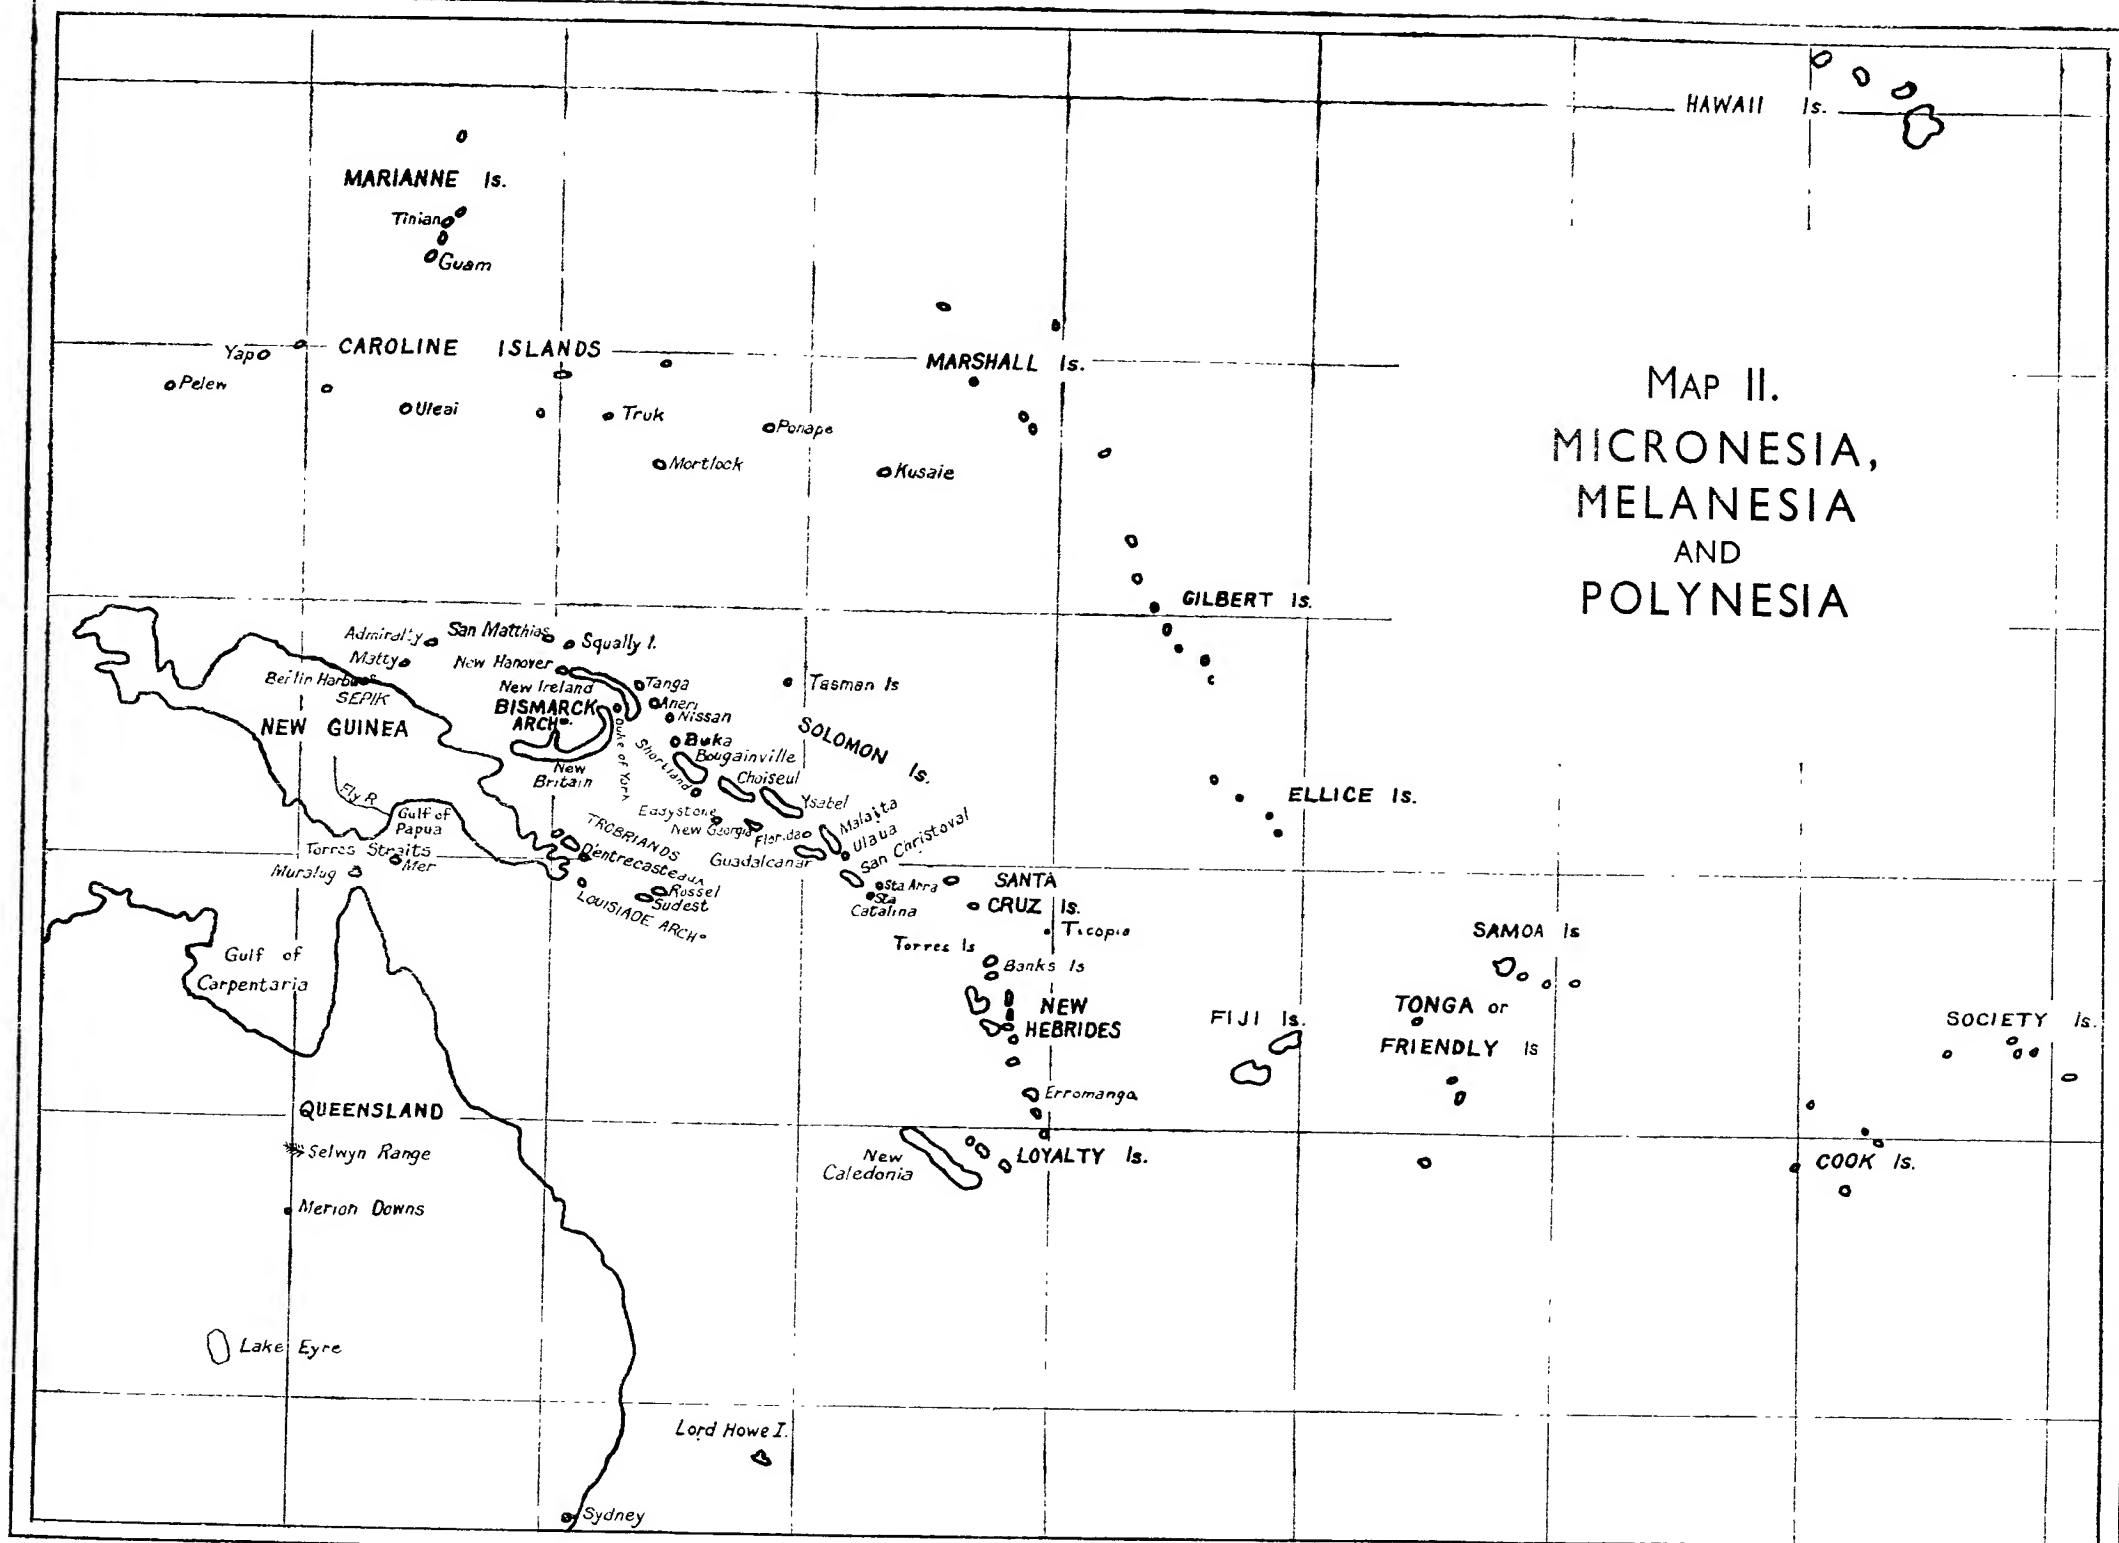 HAWAII Is.
MARIANNE Is.
Tinian
Guam
CAROLINE ISLANDS
Yap
Pelew
Uleai
Truk
Ponape
Mortlock
Kusaie
MARSHALL Is.
MAP II.
MICRONESIA,
MELANESIA
AND
POLYNESIA
GILBERT Is.
Admiralty
San Matthias
Squally I.
Matty
New Hanover
Berlin Harbour
SEPIK
New Ireland
Tanga
Tasman Is
BISMARCK
ARCHº.
Aneri
Nissan
NEW GUINEA
Duke of York
Buka
SOLOMON Is.
Shortland
Bougainville
New
Britain
Choiseul
Ysabel
Fly R
Gulf of
Papua
Eddystone
New Georgia
Florida
Malaita
Ulaua
San Christoval
Guadalcanar
TROBRIANDS
D'entrecasteaux
Torres Straits
Mer
Muralug
Rossel
Sudest
LOUISIADE ARCHº
Sta Anna
Sta
Catalina
SANTA
CRUZ Is.
Ticopia
ELLICE Is.
Torres Is
Banks Is
NEW
HEBRIDES
SAMOA Is
TONGA or
FRIENDLY Is
FIJI Is.
SOCIETY Is.
Gulf of
Carpentaria
Erromanga
QUEENSLAND
Selwyn Range
New
Caledonia
LOYALTY Is.
COOK Is.
Merion Downs
Lake Eyre
Lord Howe I.
Sydney